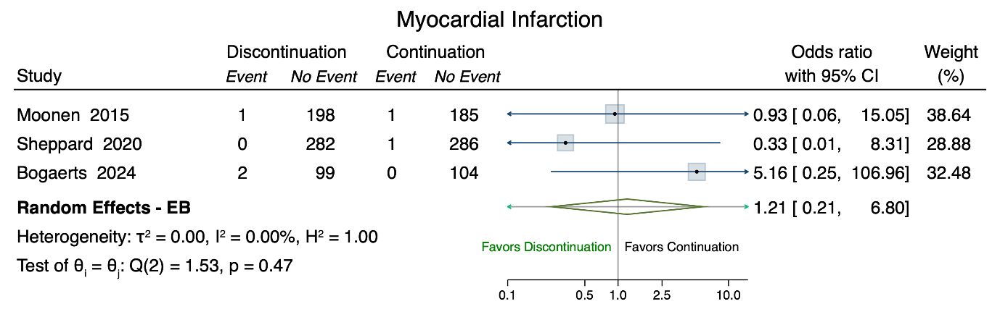 Myocardial Infarction
Discontinuation Continuation Odds ratio Weight
Study Event No Event Event No Event with 95% CI (%)
Moonen 2015 1 198 1 185 0.93 [ 0.06, 15.05] 38.64
Sheppard 2020 0 282 1 286 0.33 [ 0.01, 8.31] 28.88
Bogaerts 2024 2 99 0 104 5.16 [ 0.25, 106.96] 32.48
Random Effects - EB 1.21 [ 0.21, 6.80]
Heterogeneity: τ² = 0.00, I² = 0.00%, H² = 1.00
Favors Discontinuation Favors Continuation
Test of θi = θj: Q(2) = 1.53, p = 0.47
0.1 0.5 1.0 2.5 10.0